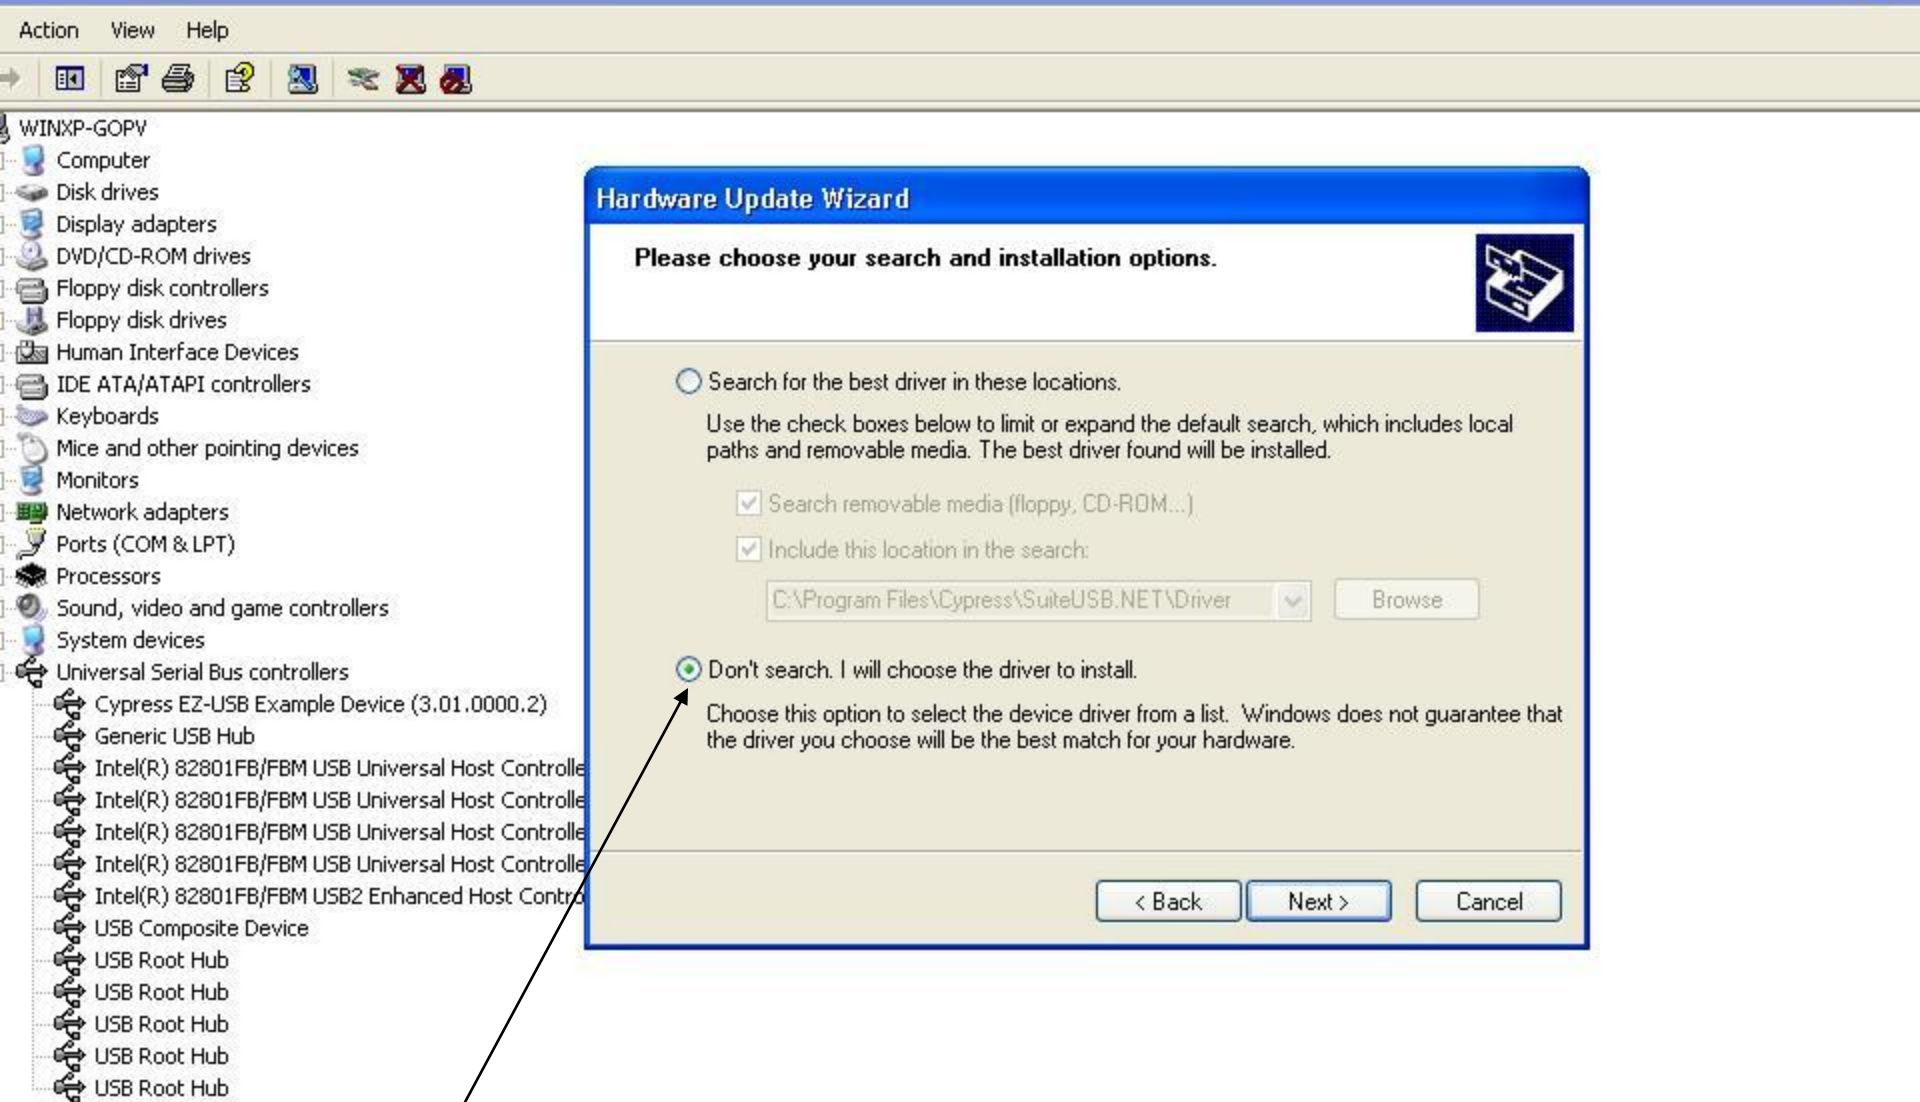 Action View Help
WINXP-GOPV
Computer
Disk drives
Display adapters
DVD/CD-ROM drives
Floppy disk controllers
Floppy disk drives
Human Interface Devices
IDE ATA/ATAPI controllers
Keyboards
Mice and other pointing devices
Monitors
Network adapters
Ports (COM & LPT)
Processors
Sound, video and game controllers
System devices
Universal Serial Bus controllers
Cypress EZ-USB Example Device (3.01.0000.2)
Generic USB Hub
Intel(R) 82801FB/FBM USB Universal Host Controlle
Intel(R) 82801FB/FBM USB Universal Host Controlle
Intel(R) 82801FB/FBM USB Universal Host Controlle
Intel(R) 82801FB/FBM USB Universal Host Controlle
Intel(R) 82801FB/FBM USB2 Enhanced Host Contro
USB Composite Device
USB Root Hub
USB Root Hub
USB Root Hub
USB Root Hub
USB Root Hub
Hardware Update Wizard
Please choose your search and installation options.
Search for the best driver in these locations.
Use the check boxes below to limit or expand the default search, which includes local
paths and removable media. The best driver found will be installed.
Search removable media (floppy, CD-ROM...)
Include this location in the search:
C:\Program Files\Cypress\SuiteUSB.NET\Driver
Browse
Don't search. I will choose the driver to install.
Choose this option to select the device driver from a list. Windows does not guarantee that
the driver you choose will be the best match for your hardware.
< Back Next > Cancel